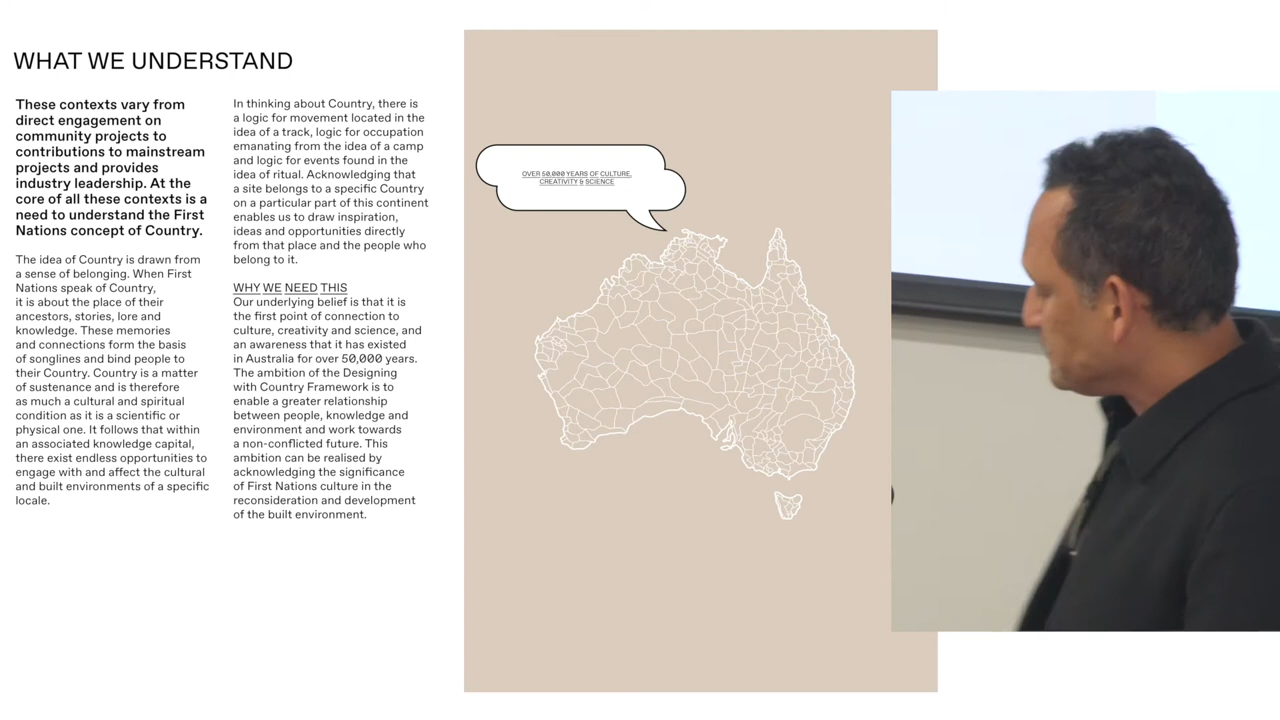 WHAT WE UNDERSTAND
These contexts vary from
direct engagement on
community projects to
contributions to mainstream
projects and provides
industry leadership. At the
core of all these contexts is a
need to understand the First
Nations concept of Country.
The idea of Country is drawn from
a sense of belonging. When First
Nations speak of Country,
it is about the place of their
ancestors, stories, lore and
knowledge. These memories
and connections form the basis
of songlines and bind people to
their Country. Country is a matter
of sustenance and is therefore
as much a cultural and spiritual
condition as it is a scientific or
physical one. It follows that within
an associated knowledge capital,
there exist endless opportunities to
engage with and affect the cultural
and built environments of a specific
locale.
In thinking about Country, there is
a logic for movement located in the
idea of a track, logic for occupation
emanating from the idea of a camp
and logic for events found in the
idea of ritual. Acknowledging that
a site belongs to a specific Country
on a particular part of this continent
enables us to draw inspiration,
ideas and opportunities directly
from that place and the people who
belong to it.
WHY WE NEED THIS
Our underlying belief is that it is
the first point of connection to
culture, creativity and science, and
an awareness that it has existed
in Australia for over 50,000 years.
The ambition of the Designing
with Country Framework is to
enable a greater relationship
between people, knowledge and
environment and work towards
a non-conflicted future. This
ambition can be realised by
acknowledging the significance
of First Nations culture in the
reconsideration and development
of the built environment.
OVER 50,000 YEARS OF CULTURE,
CREATIVITY & SCIENCE